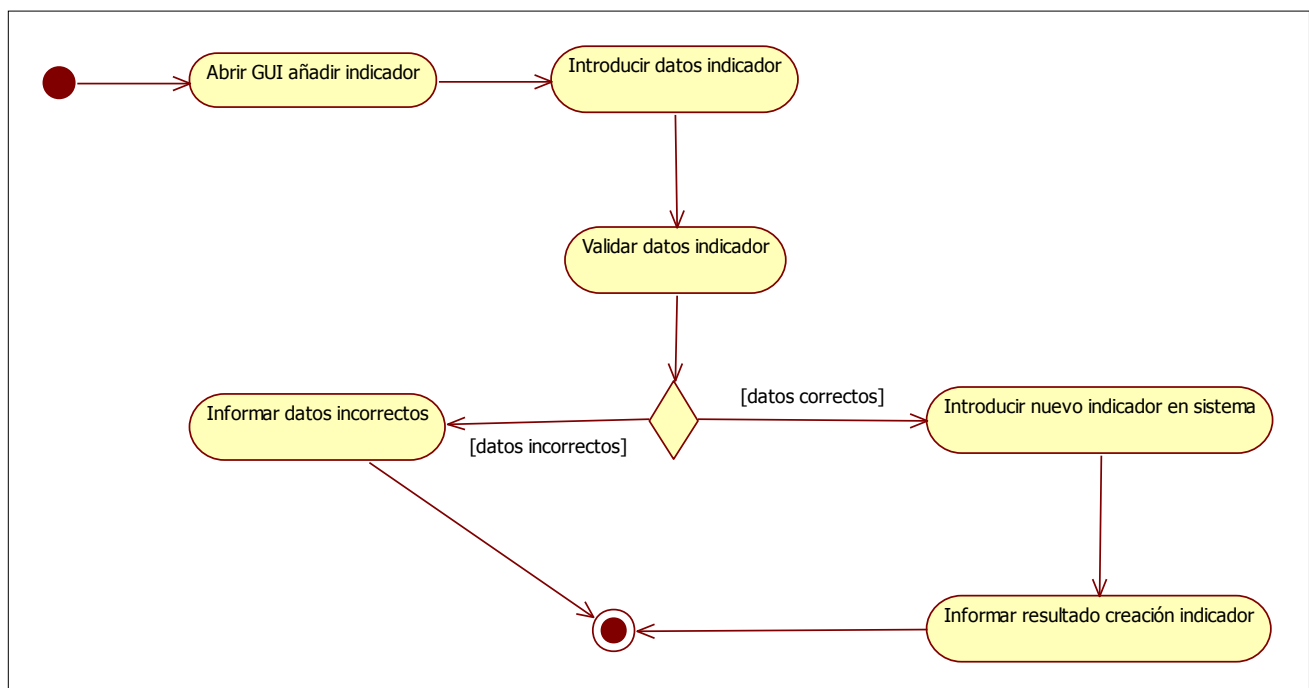 Abrir GUI añadir indicador
Introducir datos indicador
Validar datos indicador
[datos correctos]
Informar datos incorrectos
[datos incorrectos]
Introducir nuevo indicador en sistema
Informar resultado creación indicador